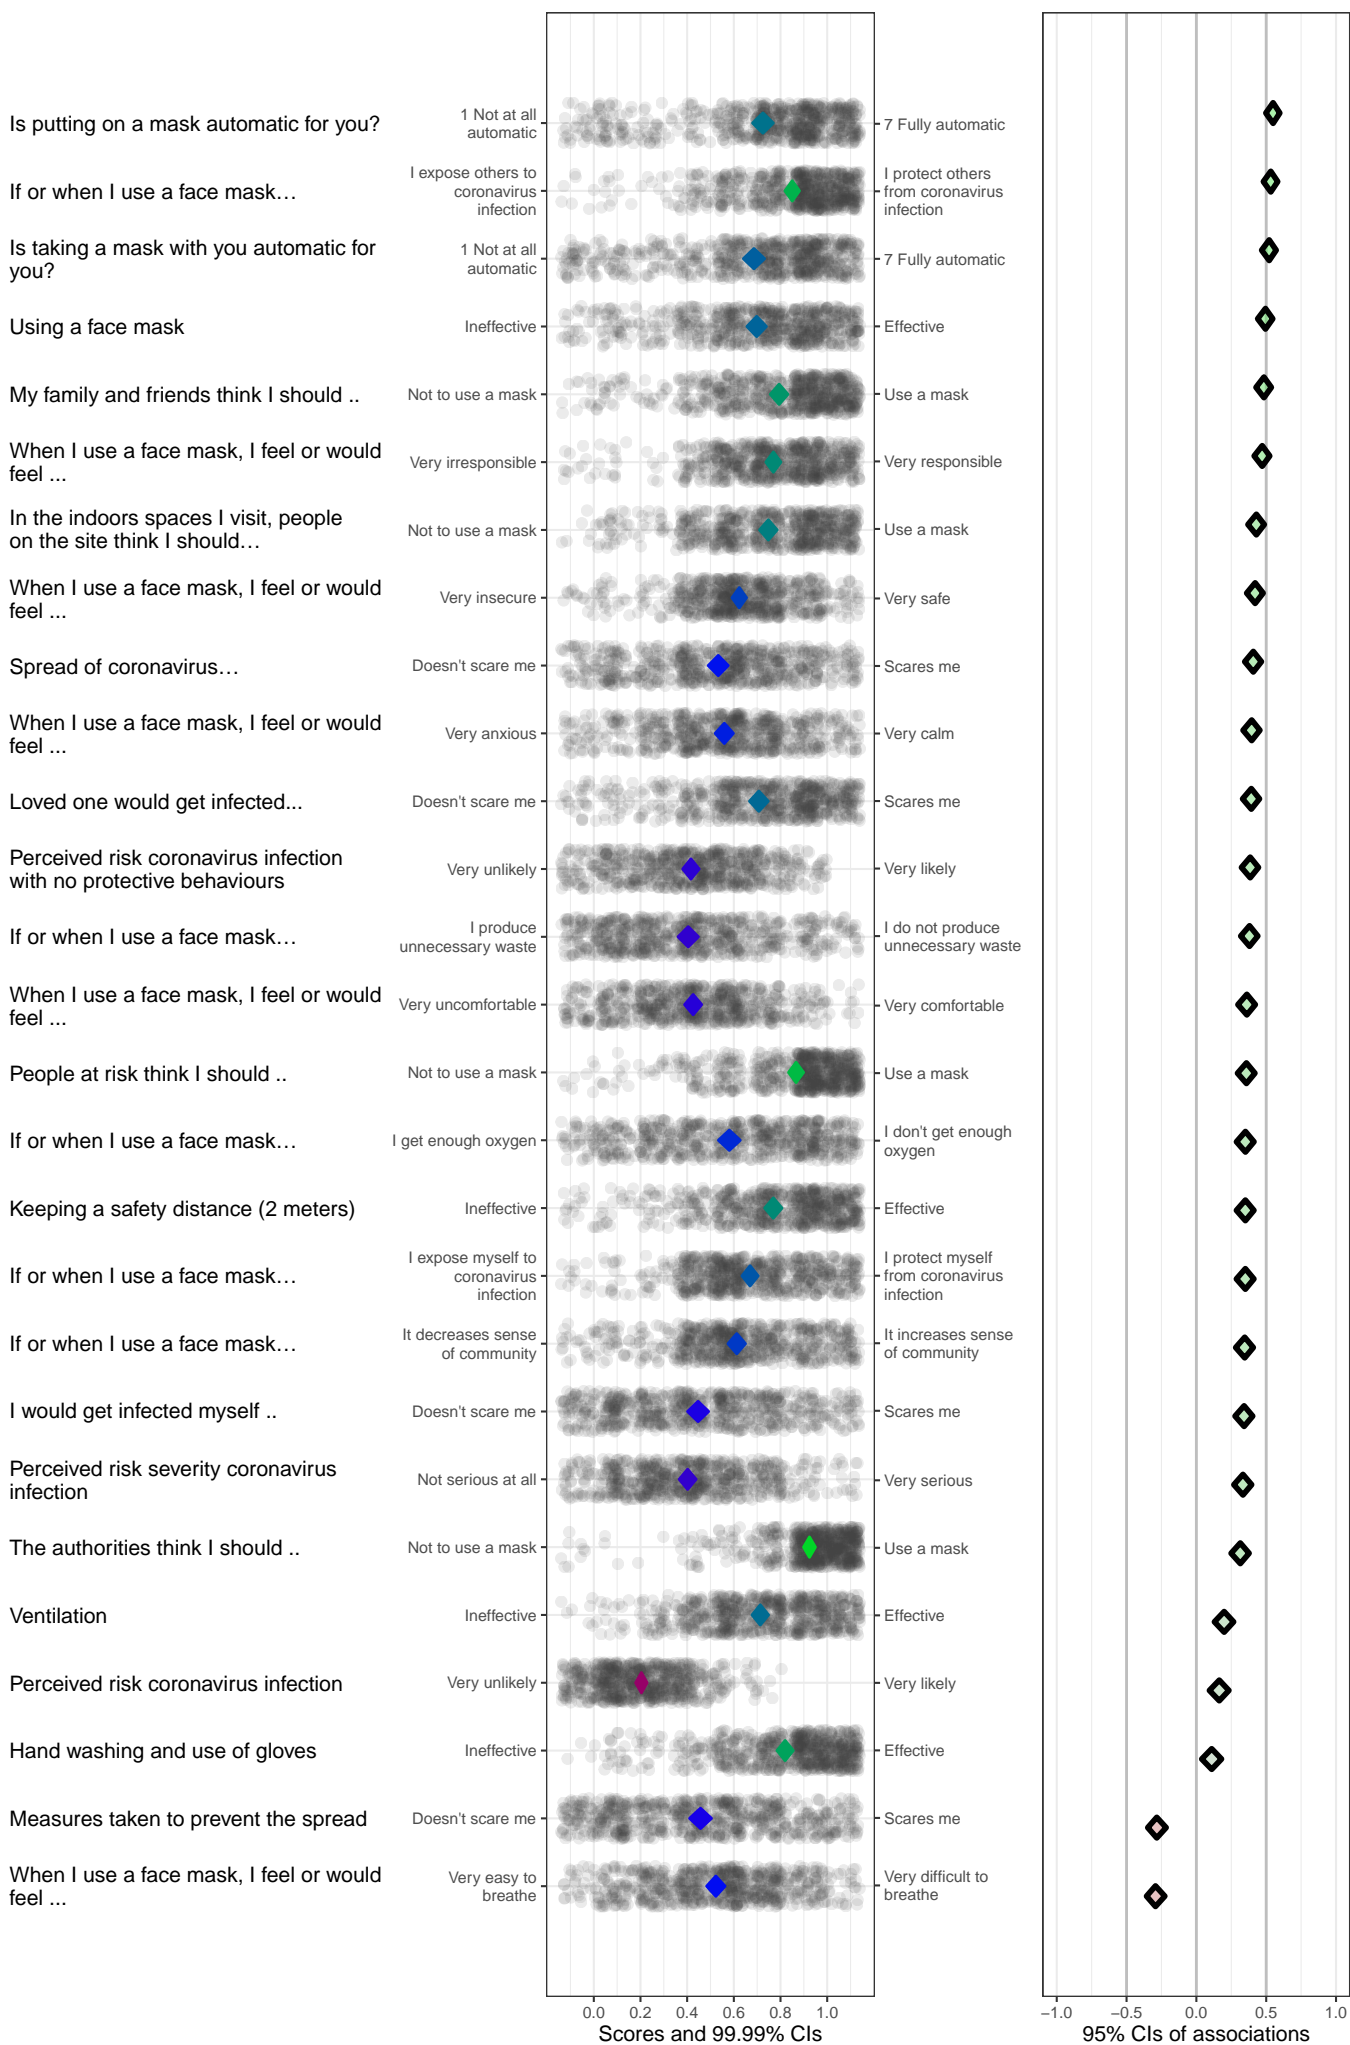 Is putting on a mask automatic for you?
1 Not at all
automatic
7 Fully automatic
If or when I use a face mask…
I expose others to
coronavirus
infection
I protect others
from coronavirus
infection
Is taking a mask with you automatic for
you?
1 Not at all
automatic
7 Fully automatic
Using a face mask
Ineffective
Effective
My family and friends think I should ..
Not to use a mask
Use a mask
When I use a face mask, I feel or would
feel ...
Very irresponsible
Very responsible
In the indoors spaces I visit, people
on the site think I should…
Not to use a mask
Use a mask
When I use a face mask, I feel or would
feel ...
Very insecure
Very safe
Spread of coronavirus…
Doesn't scare me
Scares me
When I use a face mask, I feel or would
feel ...
Very anxious
Very calm
Loved one would get infected...
Doesn't scare me
Scares me
Perceived risk coronavirus infection
with no protective behaviours
Very unlikely
Very likely
If or when I use a face mask…
I produce
unnecessary waste
I do not produce
unnecessary waste
When I use a face mask, I feel or would
feel ...
Very uncomfortable
Very comfortable
People at risk think I should ..
Not to use a mask
Use a mask
If or when I use a face mask…
I get enough oxygen
I don't get enough
oxygen
Keeping a safety distance (2 meters)
Ineffective
Effective
If or when I use a face mask…
I expose myself to
coronavirus
infection
I protect myself
from coronavirus
infection
If or when I use a face mask…
It decreases sense
of community
It increases sense
of community
I would get infected myself ..
Doesn't scare me
Scares me
Perceived risk severity coronavirus
infection
Not serious at all
Very serious
The authorities think I should ..
Not to use a mask
Use a mask
Ventilation
Ineffective
Effective
Perceived risk coronavirus infection
Very unlikely
Very likely
Hand washing and use of gloves
Ineffective
Effective
Measures taken to prevent the spread
Doesn't scare me
Scares me
When I use a face mask, I feel or would
feel ...
Very easy to
breathe
Very difficult to
breathe
0.0 0.2 0.4 0.6 0.8 1.0
Scores and 99.99% CIs
−1.0 −0.5 0.0 0.5 1.0
95% CIs of associations